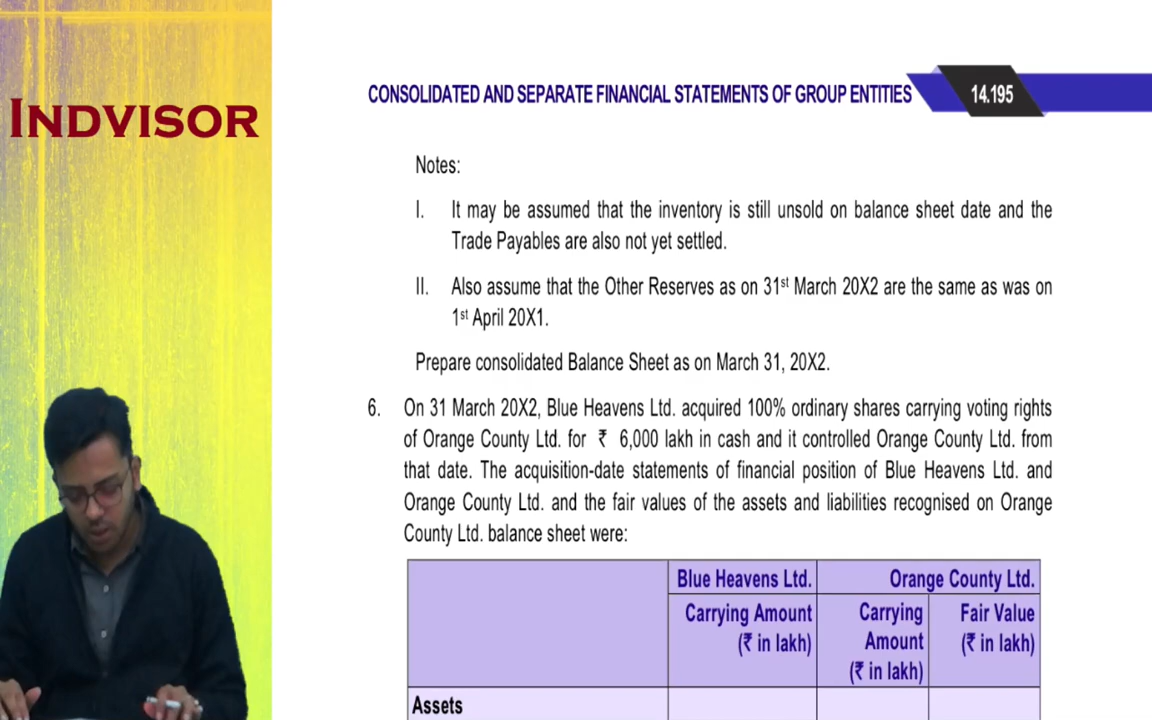 INDVISOR
CONSOLIDATED AND SEPARATE FINANCIAL STATEMENTS OF GROUP ENTITIES 14.195
Notes:
I. It may be assumed that the inventory is still unsold on balance sheet date and the
Trade Payables are also not yet settled.
II. Also assume that the Other Reserves as on 31st March 20X2 are the same as was on
1st April 20X1.
Prepare consolidated Balance Sheet as on March 31, 20X2.
6. On 31 March 20X2, Blue Heavens Ltd. acquired 100% ordinary shares carrying voting rights
of Orange County Ltd. for ₹ 6,000 lakh in cash and it controlled Orange County Ltd. from
that date. The acquisition-date statements of financial position of Blue Heavens Ltd. and
Orange County Ltd. and the fair values of the assets and liabilities recognised on Orange
County Ltd. balance sheet were:
Blue Heavens Ltd. Orange County Ltd.
Carrying Amount Carrying Fair Value
(₹ in lakh) Amount (₹ in lakh)
(₹ in lakh)
Assets